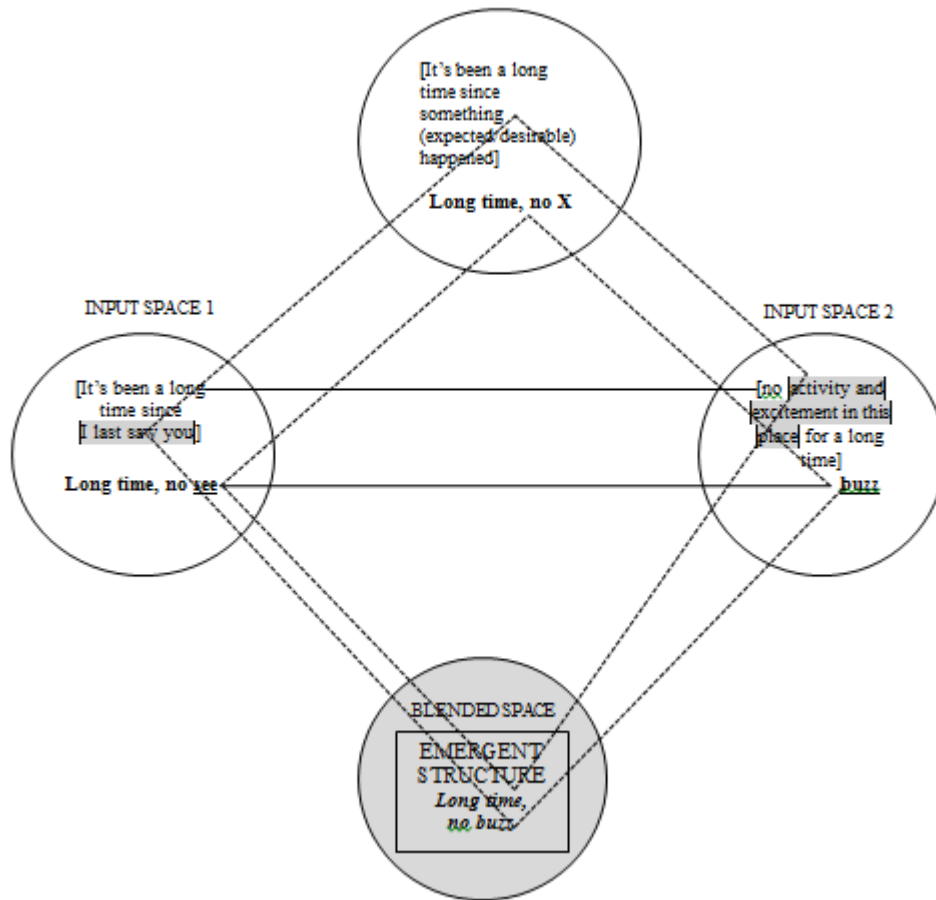 [It's been a long
time since
something
(expected/desirable)
happened]
Long time, no X
INPUT SPACE 1
[It's been a long
time since
I last saw you]
Long time, no see
INPUT SPACE 2
[no activity and
excitement in this
place for a long
time]
buzz
BLENDED SPACE
EMERGENT
STRUCTURE
Long time,
no buzz